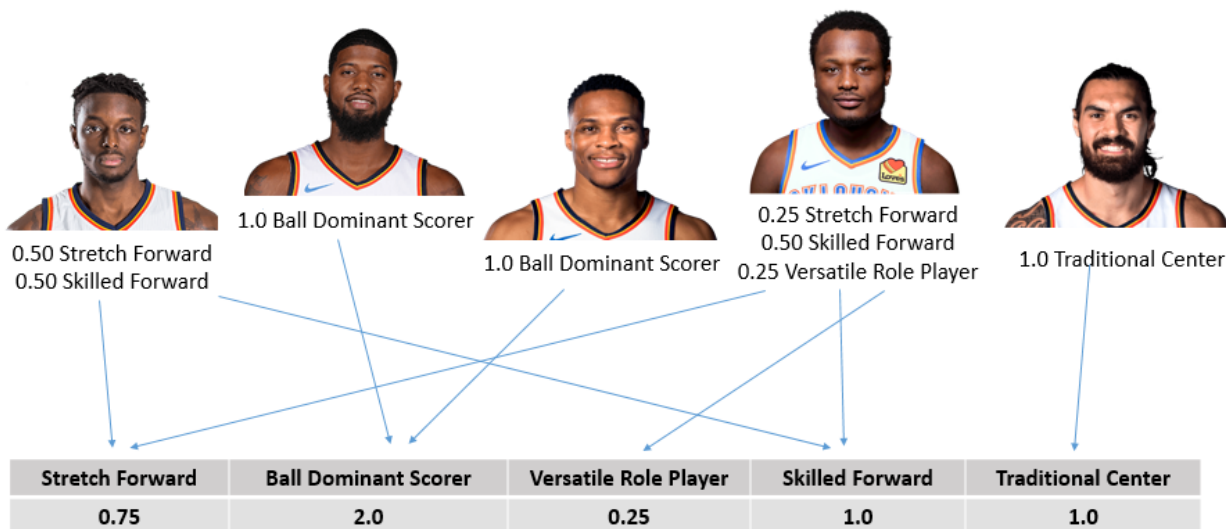 0.50 Stretch Forward
0.50 Skilled Forward
1.0 Ball Dominant Scorer
1.0 Ball Dominant Scorer
0.25 Stretch Forward
0.50 Skilled Forward
0.25 Versatile Role Player
1.0 Traditional Center
Love's
Stretch Forward Ball Dominant Scorer Versatile Role Player Skilled Forward Traditional Center
0.75 2.0 0.25 1.0 1.0